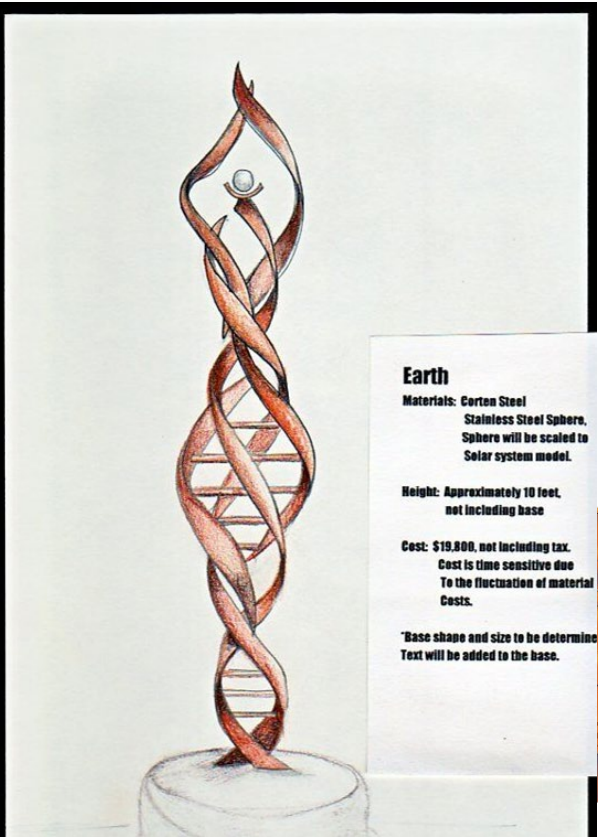 Earth
Materials: Corten Steel
Stainless Steel Sphere,
Sphere will be scaled to
Solar system model.
Height: Approximately 10 feet,
not including base
Cost: $19,800, not including tax.
Cost is time sensitive due
To the fluctuation of material
Costs.
*Base shape and size to be determine
Text will be added to the base.